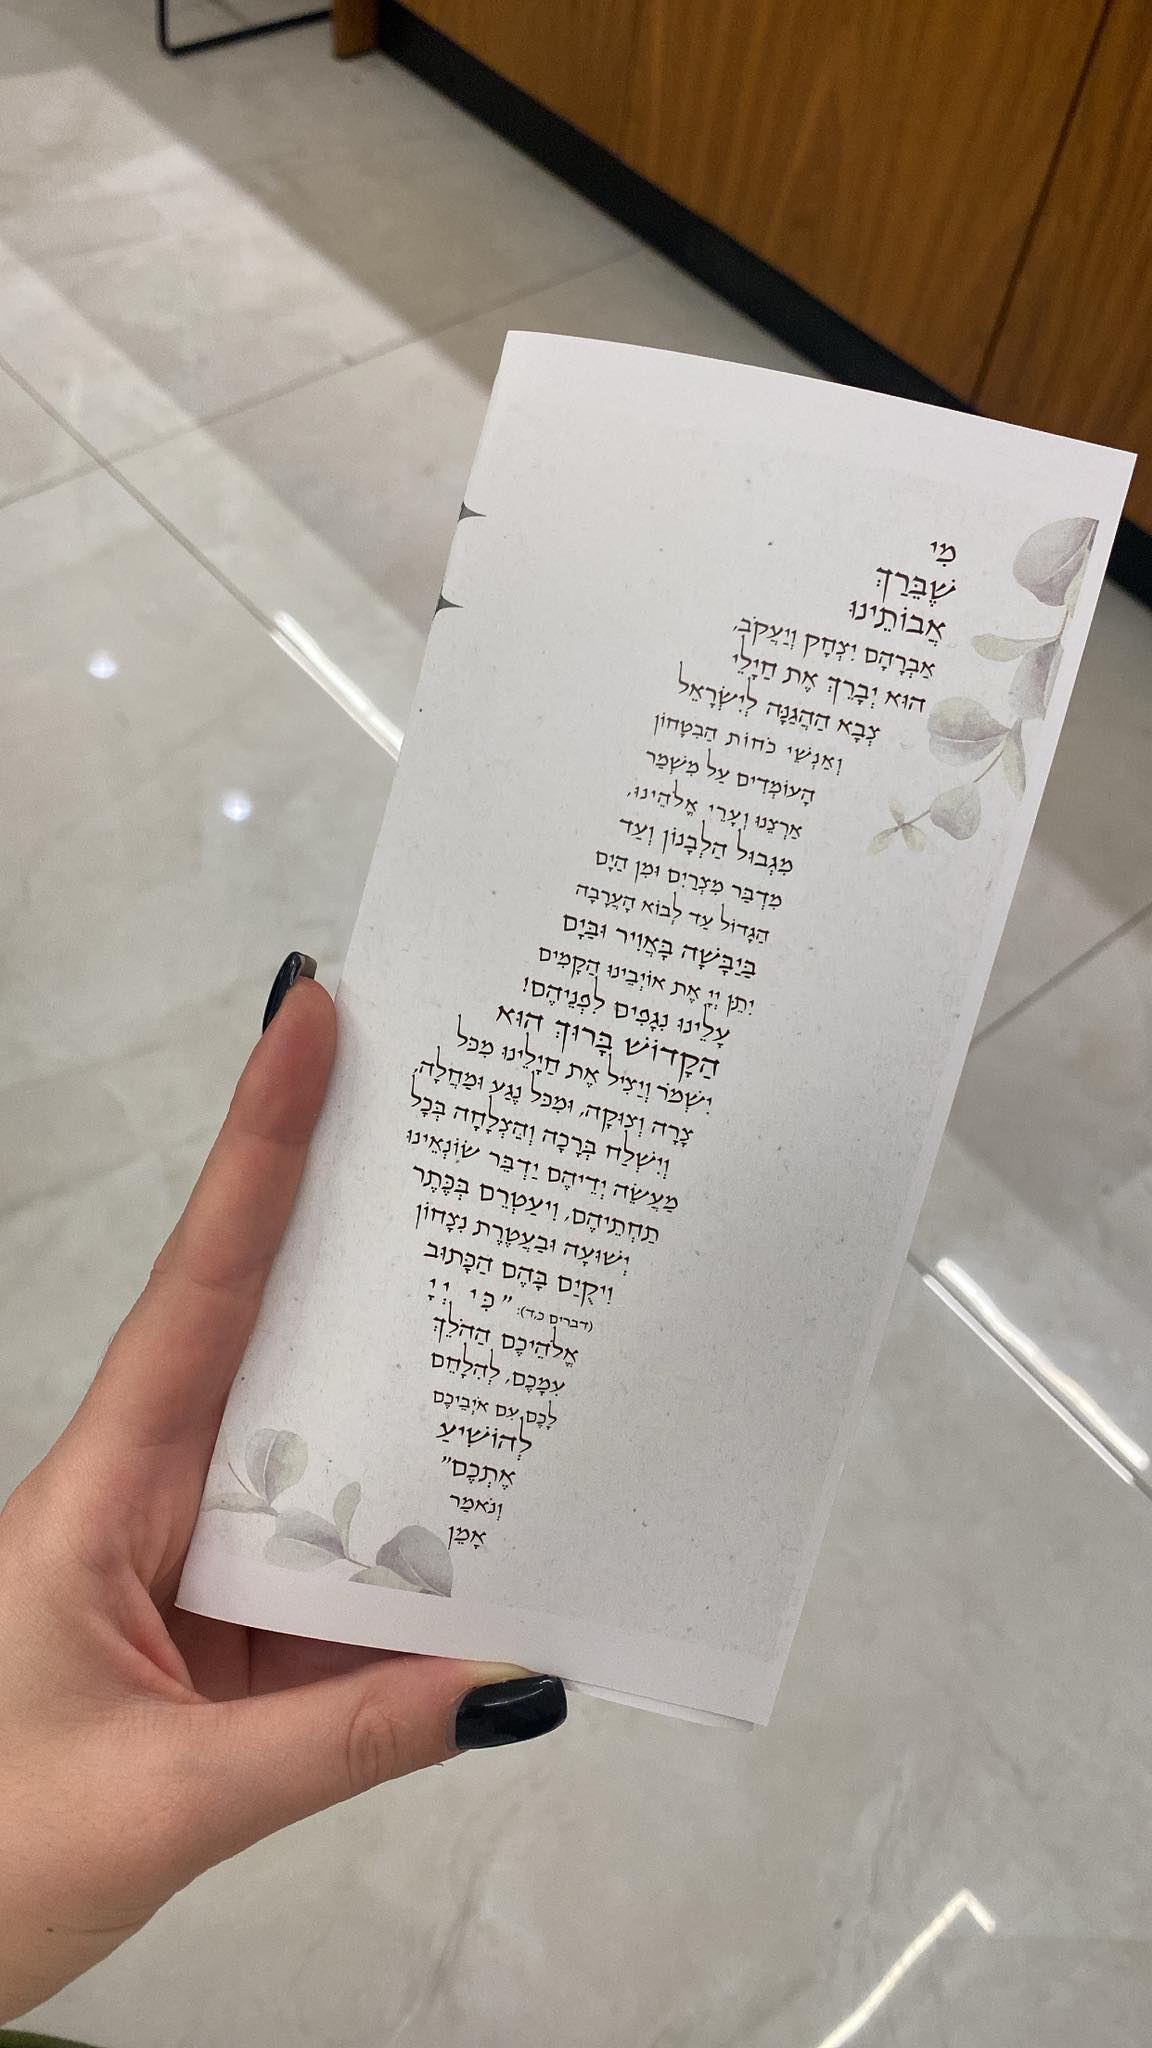 מִי
שֶׁבֵּרַךְ
אֲבוֹתֵינוּ
אַבְרָהָם יִצְחָק וְיַעֲקֹב,
הוּא יְבָרֵךְ אֶת חַיָּלֵי
צְבָא הַהֲגַנָּה לְיִשְׂרָאֵל
וְאַנְשֵׁי כֹּחוֹת הַבִּטָּחוֹן
הָעוֹמְדִים עַל מִשְׁמַר
אַרְצֵנוּ וְעָרֵי אֱלֹהֵינוּ,
מִגְּבוּל הַלְּבָנוֹן וְעַד
מִדְבַּר מִצְרַיִם וּמִן הַיָּם
הַגָּדוֹל עַד לְבוֹא הָעֲרָבָה
בַּיַּבָּשָׁה בָּאֲוִיר וּבַיָּם
יִתֵּן יְיָ אֶת אוֹיְבֵינוּ הַקָּמִים
עָלֵינוּ נִגָּפִים לִפְנֵיהֶם!
הַקָּדוֹשׁ בָּרוּךְ הוּא
יִשְׁמֹר וְיַצִּיל אֶת חַיָּלֵינוּ מִכֹּל
צָרָה וְצוּקָה, וּמִכֹּל נֶגַע וּמַחֲלָה,
וְיִשְׁלַח בְּרָכָה וְהַצְלָחָה בְּכָל
מַעֲשֵׂה יְדֵיהֶם יַדְבֵּר שׂוֹנְאֵינוּ
תַּחְתֵּיהֶם, וִיעַטְּרֵם בְּכֶתֶר
יְשׁוּעָה וּבַעֲטֶרֶת נִצָּחוֹן
וִיקֻיַּם בָּהֶם הַכָּתוּב
(דברים כ,ד): "כִּי יְיָ
אֱלֹהֵיכֶם הַהֹלֵךְ
עִמָּכֶם, לְהִלָּחֵם
לָכֶם עִם אֹיְבֵיכֶם
לְהוֹשִׁיעַ
אֶתְכֶם"
וְנֹאמַר
אָמֵן